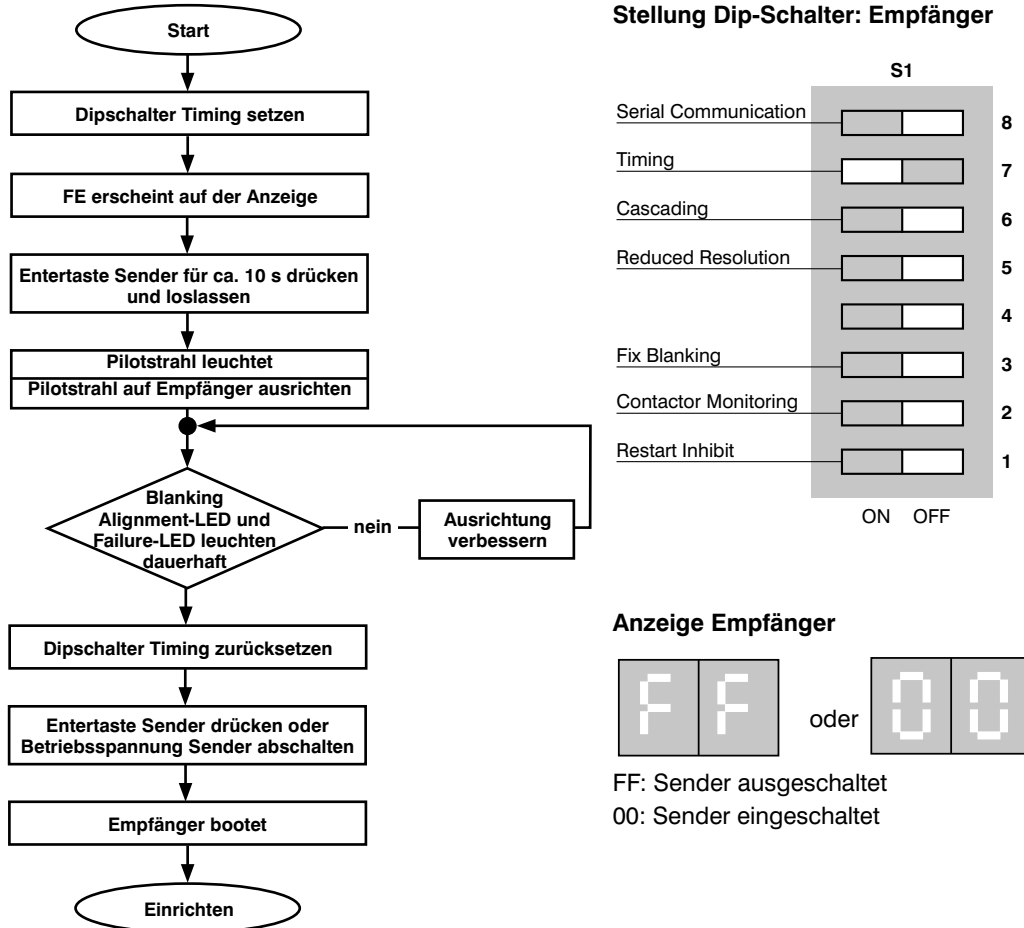 Start
Dipschalter Timing setzen
FE erscheint auf der Anzeige
Entertaste Sender für ca. 10 s drücken
und loslassen
Pilotstrahl leuchtet
Pilotstrahl auf Empfänger ausrichten
Blanking
Alignment-LED und
Failure-LED leuchten
dauerhaft
nein
Ausrichtung
verbessern
Dipschalter Timing zurücksetzen
Entertaste Sender drücken oder
Betriebsspannung Sender abschalten
Empfänger bootet
Einrichten
Stellung Dip-Schalter: Empfänger
S1
Serial Communication 8
Timing 7
Cascading 6
Reduced Resolution 5
4
Fix Blanking 3
Contactor Monitoring 2
Restart Inhibit 1
ON OFF
Anzeige Empfänger
FF oder 00
FF: Sender ausgeschaltet
00: Sender eingeschaltet